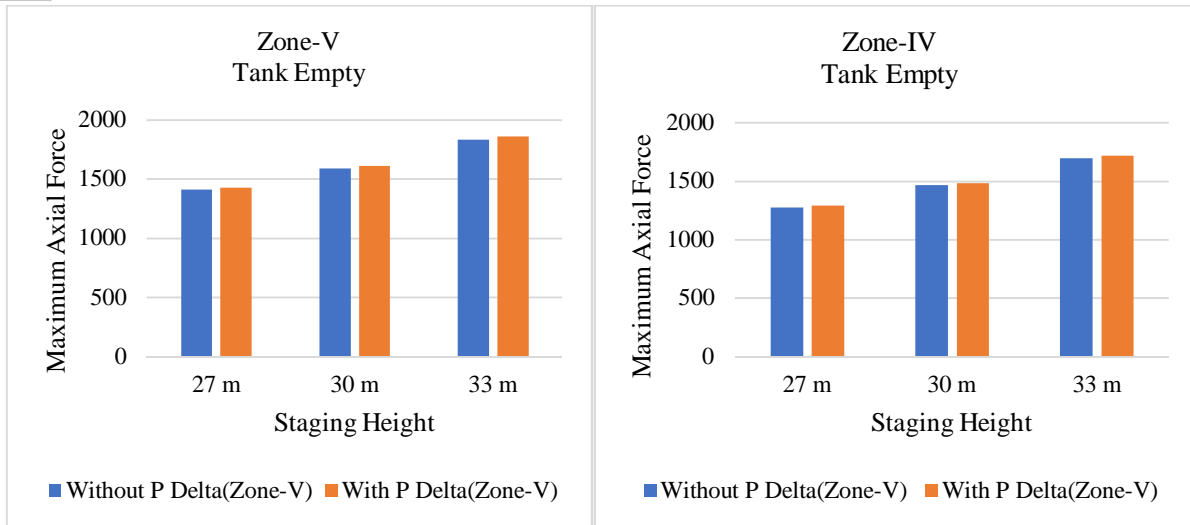 Zone-V
Tank Empty
Maximum Axial Force
2000
1500
1000
500
0
27 m
30 m
33 m
Staging Height
Without P Delta(Zone-V)
With P Delta(Zone-V)
Zone-IV
Tank Empty
Maximum Axial Force
2000
1500
1000
500
0
27 m
30 m
33 m
Staging Height
Without P Delta(Zone-V)
With P Delta(Zone-V)